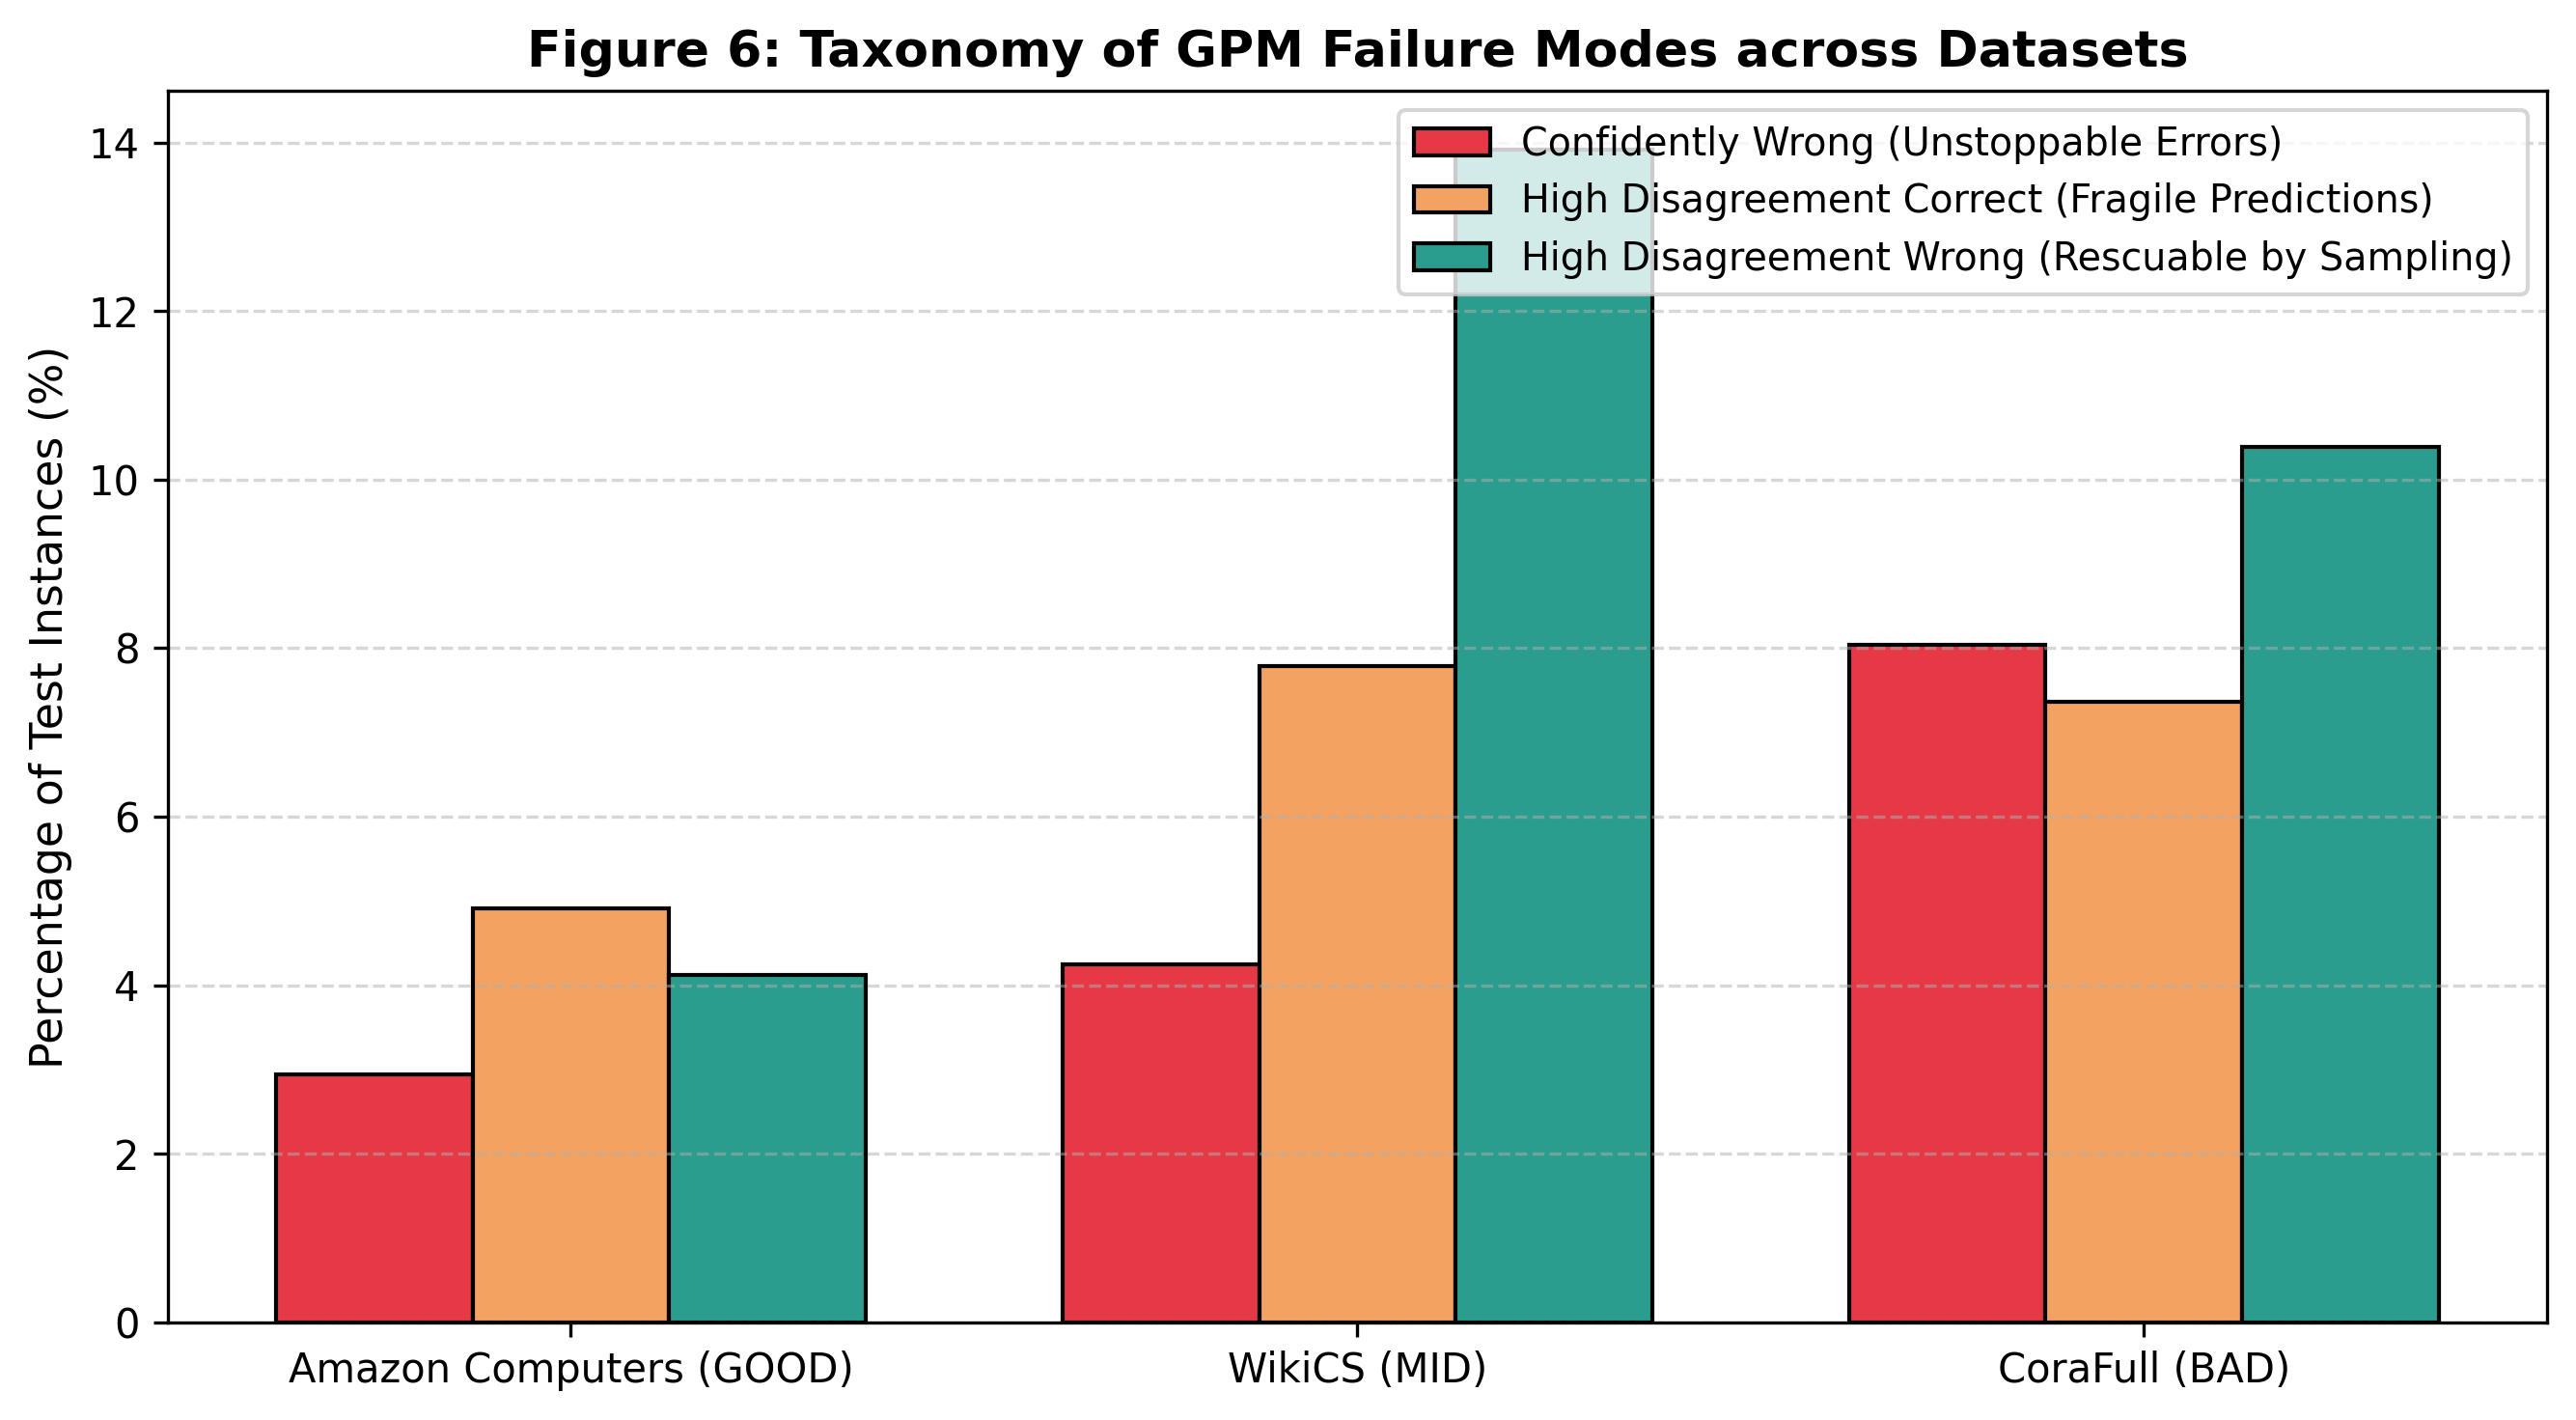 Figure 6: Taxonomy of GPM Failure Modes across Datasets
Confidently Wrong (Unstoppable Errors)
High Disagreement Correct (Fragile Predictions)
High Disagreement Wrong (Rescuable by Sampling)
Percentage of Test Instances (%)
14
12
10
8
6
4
2
0
Amazon Computers (GOOD)
WikiCS (MID)
CoraFull (BAD)